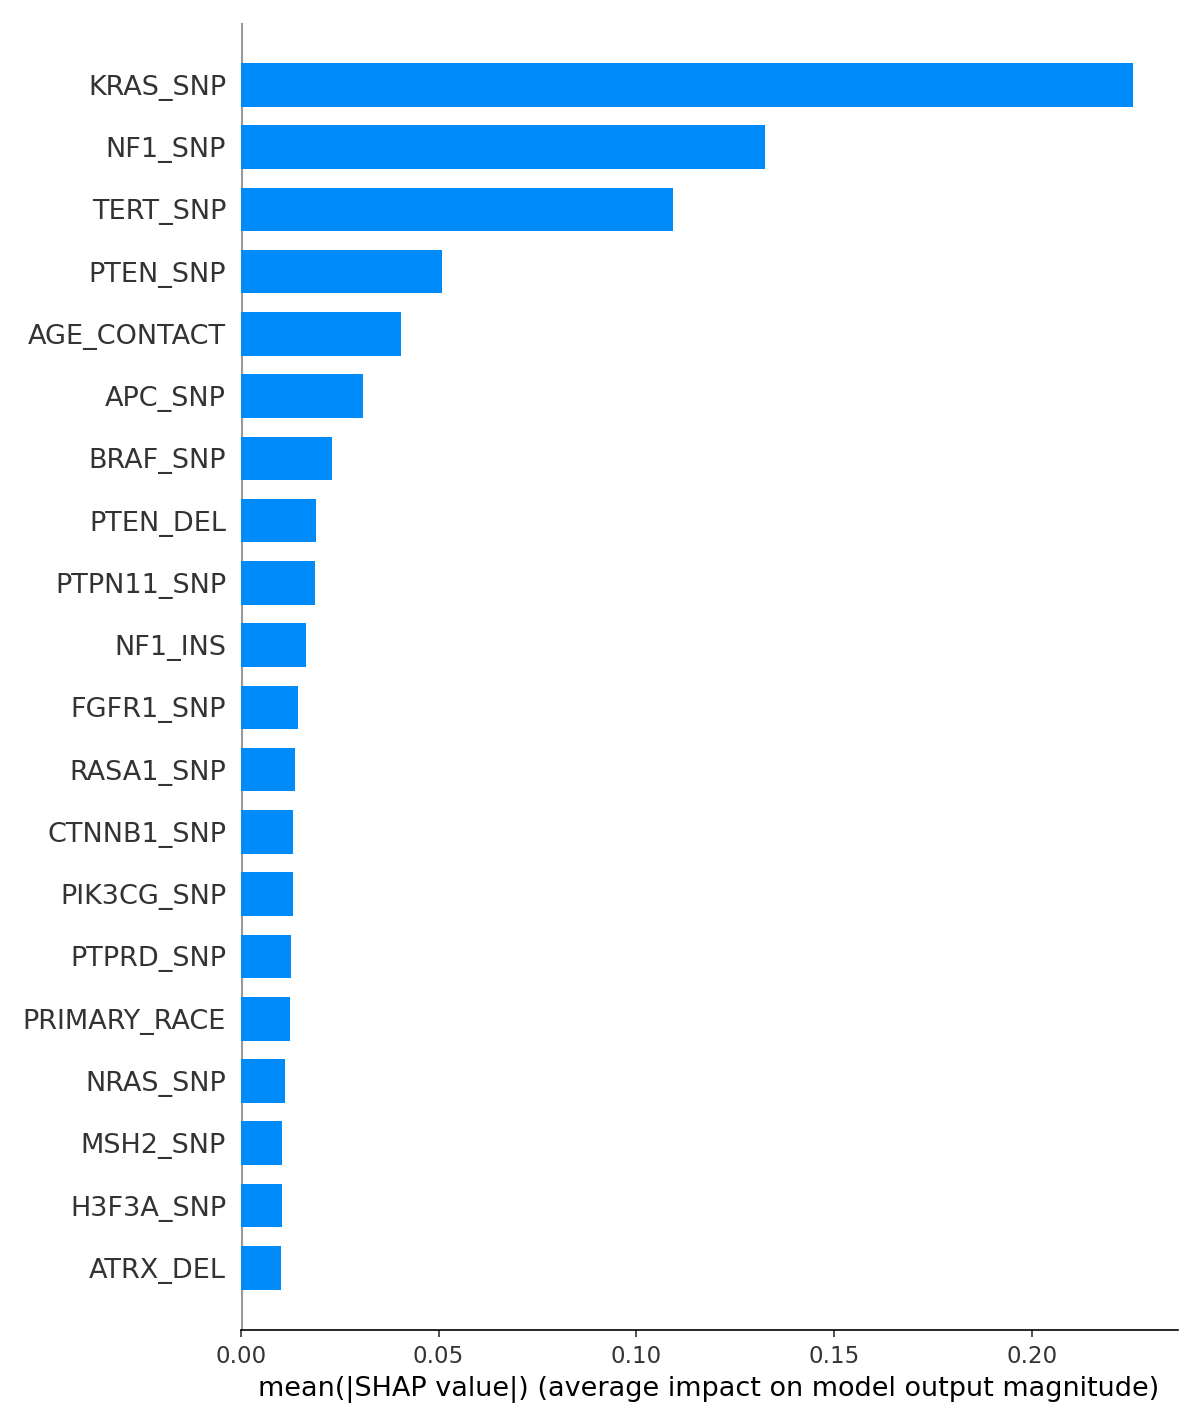 KRAS_SNP
NF1_SNP
TERT_SNP
PTEN_SNP
AGE_CONTACT
APC_SNP
BRAF_SNP
PTEN_DEL
PTPN11_SNP
NF1_INS
FGFR1_SNP
RASA1_SNP
CTNNB1_SNP
PIK3CG_SNP
PTPRD_SNP
PRIMARY_RACE
NRAS_SNP
MSH2_SNP
H3F3A_SNP
ATRX_DEL
0.00 0.05 0.10 0.15 0.20
mean(|SHAP value|) (average impact on model output magnitude)